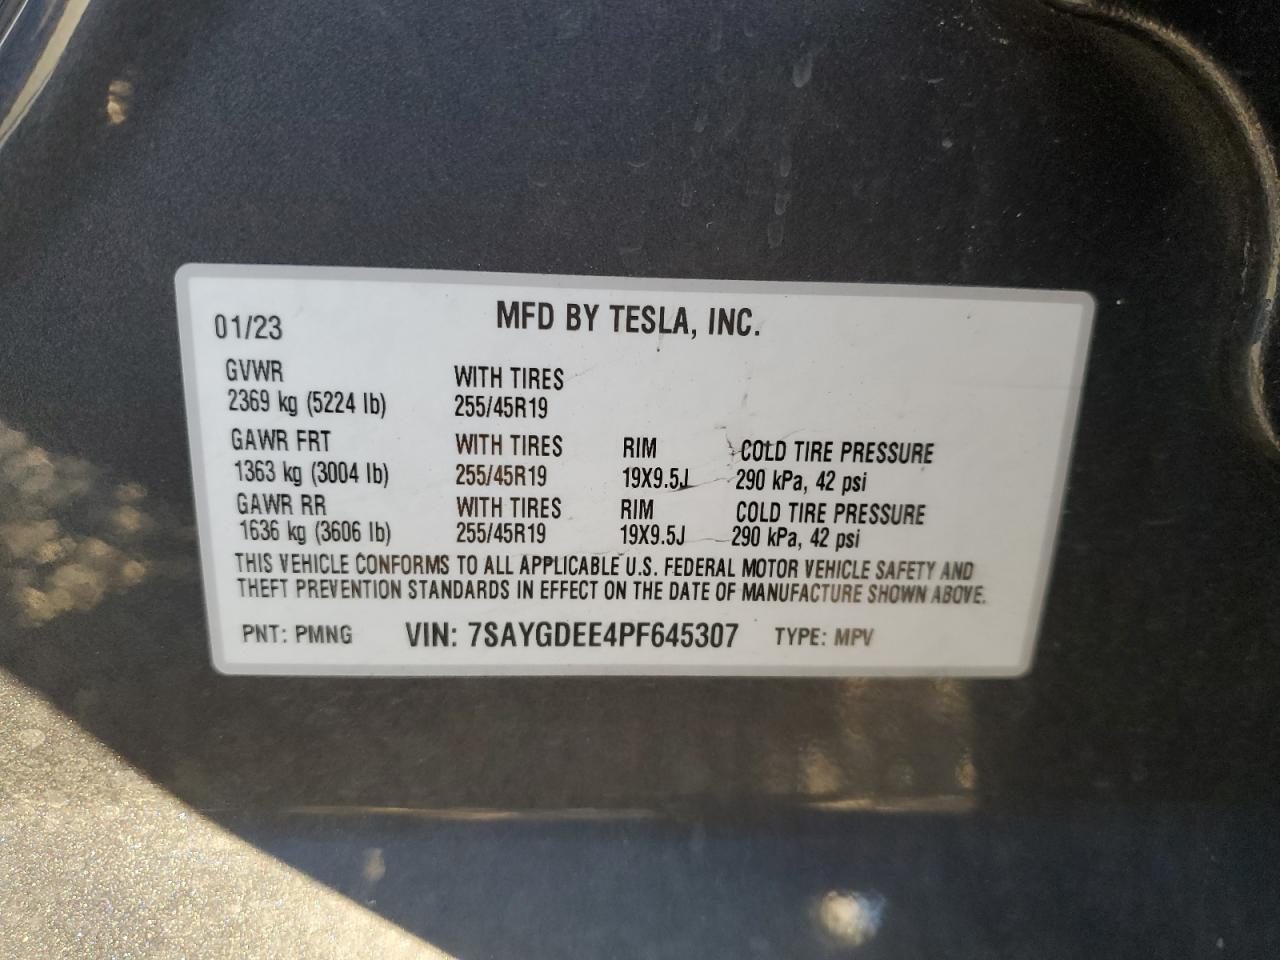 01/23 MFD BY TESLA, INC.
GVWR WITH TIRES
2369 kg (5224 lb) 255/45R19
GAWR FRT WITH TIRES RIM COLD TIRE PRESSURE
1363 kg (3004 lb) 255/45R19 19X9.5J 290 kPa, 42 psi
GAWR RR WITH TIRES RIM COLD TIRE PRESSURE
1636 kg (3606 lb) 255/45R19 19X9.5J 290 kPa, 42 psi
THIS VEHICLE CONFORMS TO ALL APPLICABLE U.S. FEDERAL MOTOR VEHICLE SAFETY AND
THEFT PREVENTION STANDARDS IN EFFECT ON THE DATE OF MANUFACTURE SHOWN ABOVE.
PNT: PMNG VIN: 7SAYGDEE4PF645307 TYPE: MPV